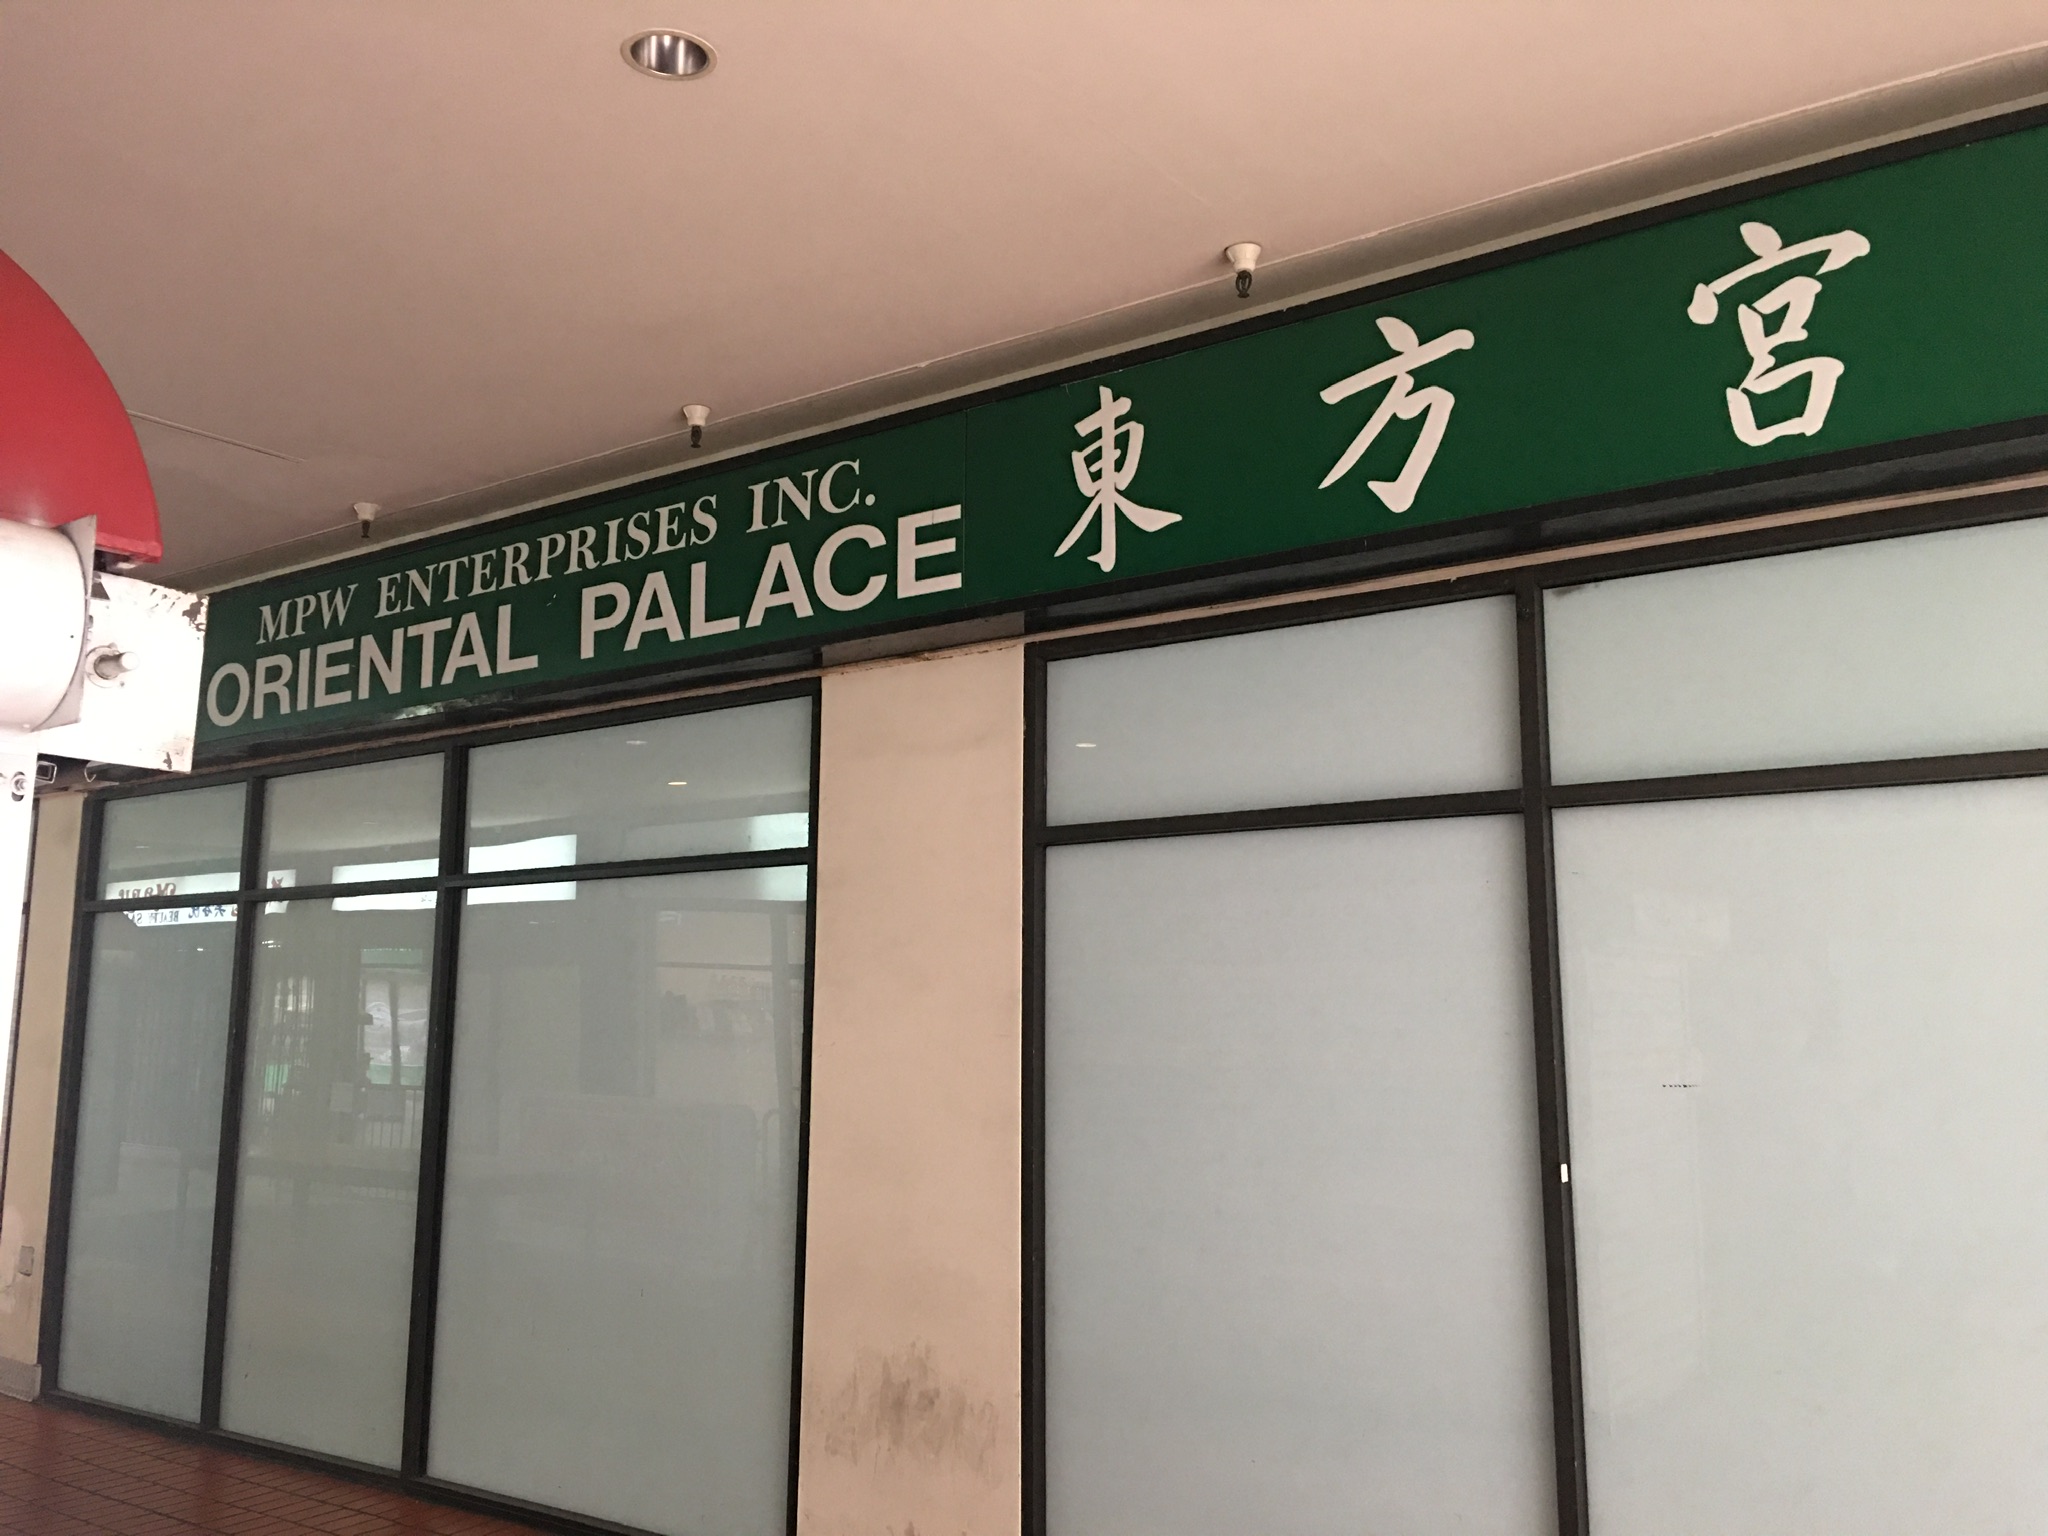 MPW ENTERPRISES INC.
ORIENTAL PALACE
東方宮